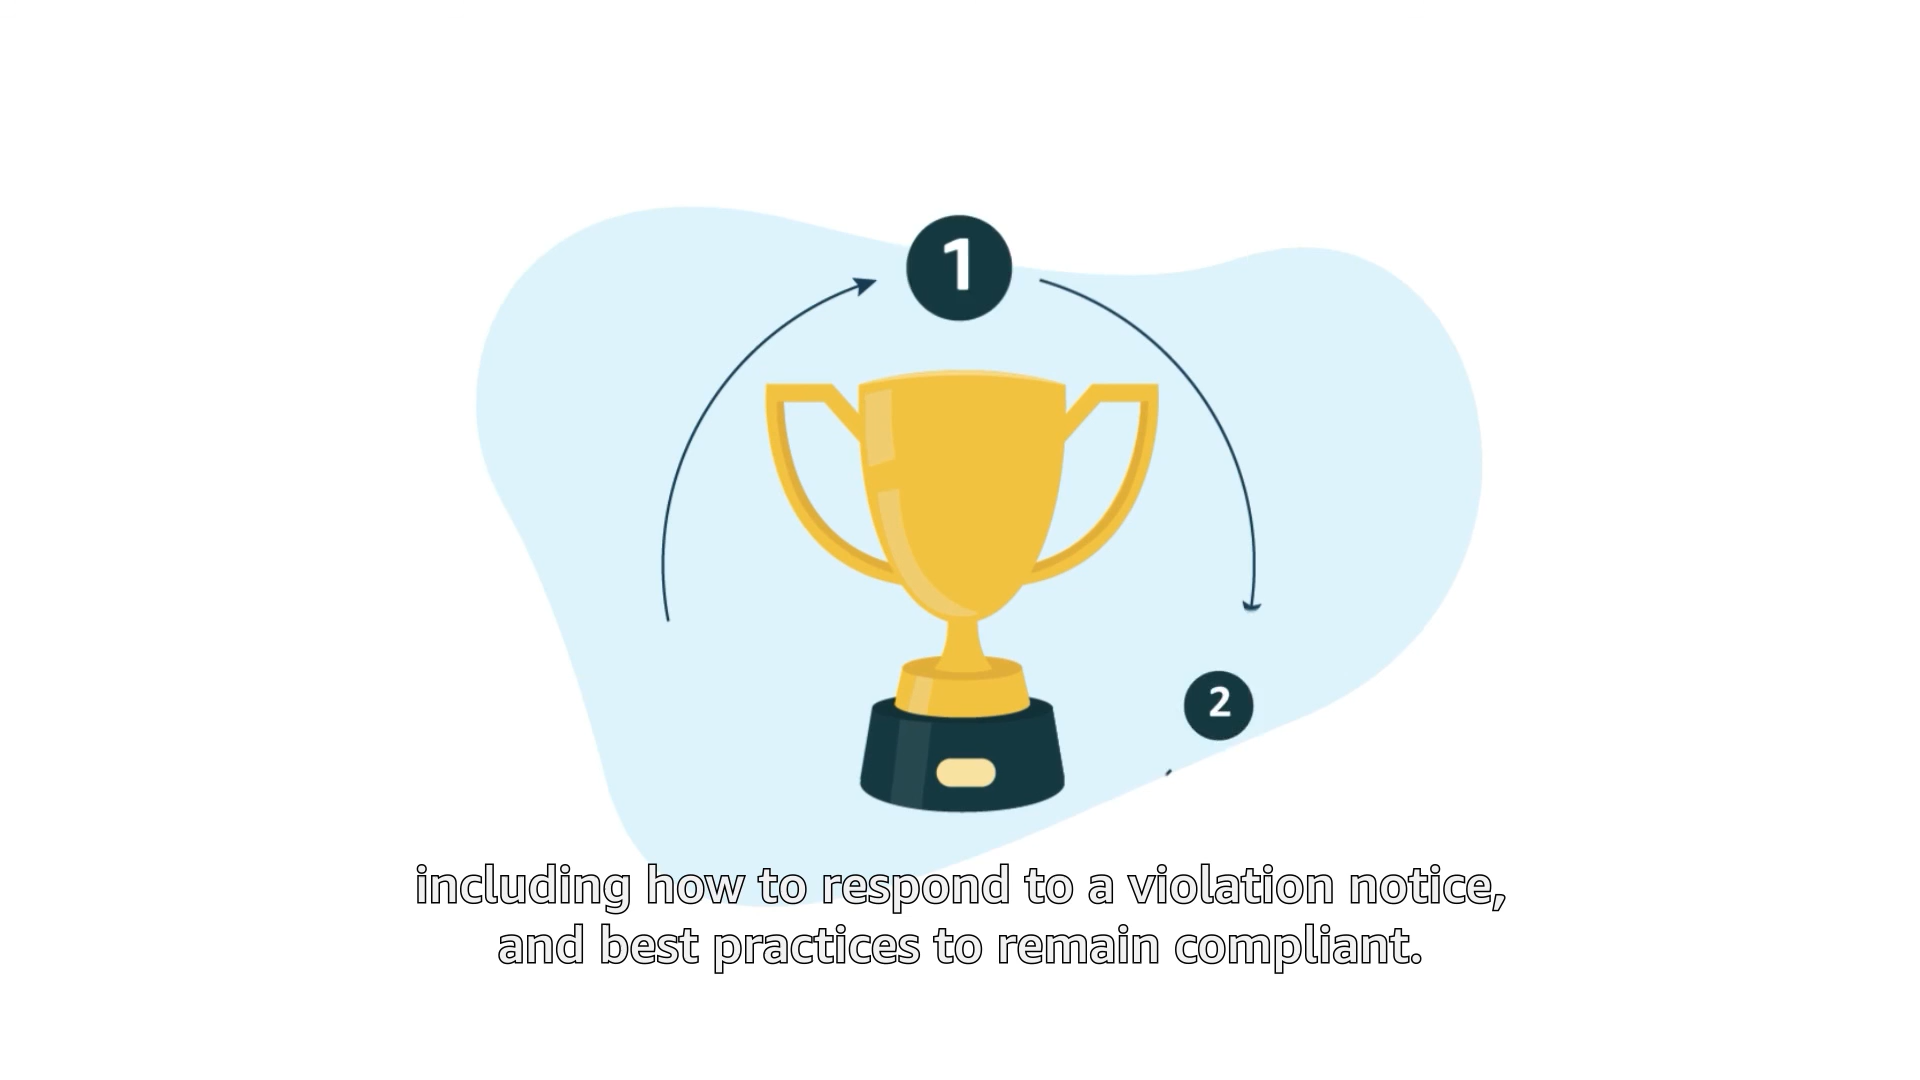 1
2
including how to respond to a violation notice,
and best practices to remain compliant.